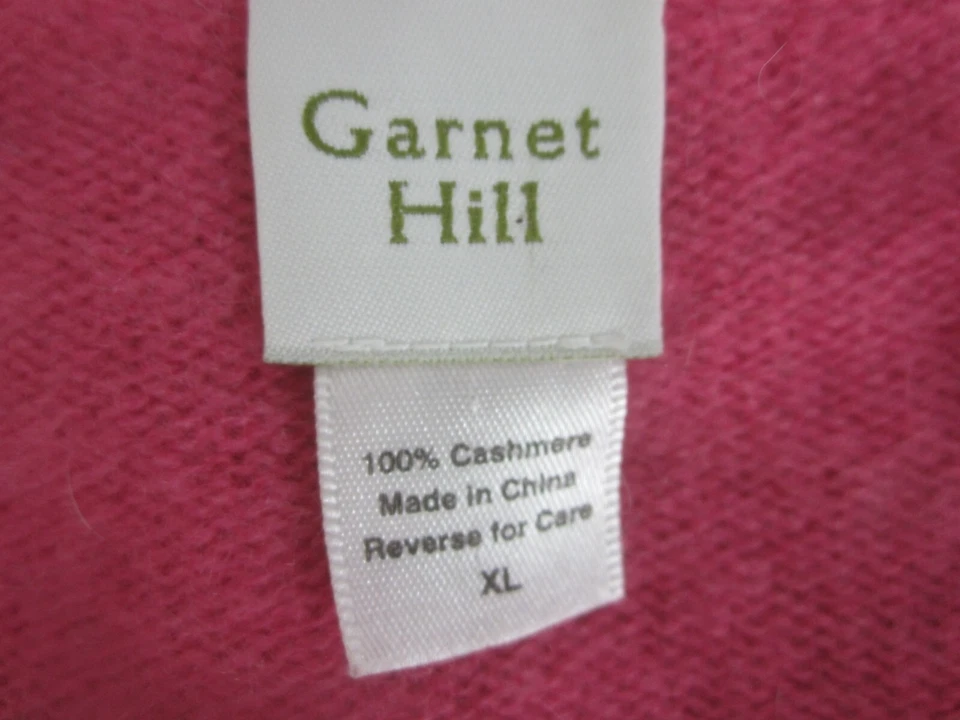 Garnet
Hill
100% Cashmere
Made in China
Reverse for Care
XL